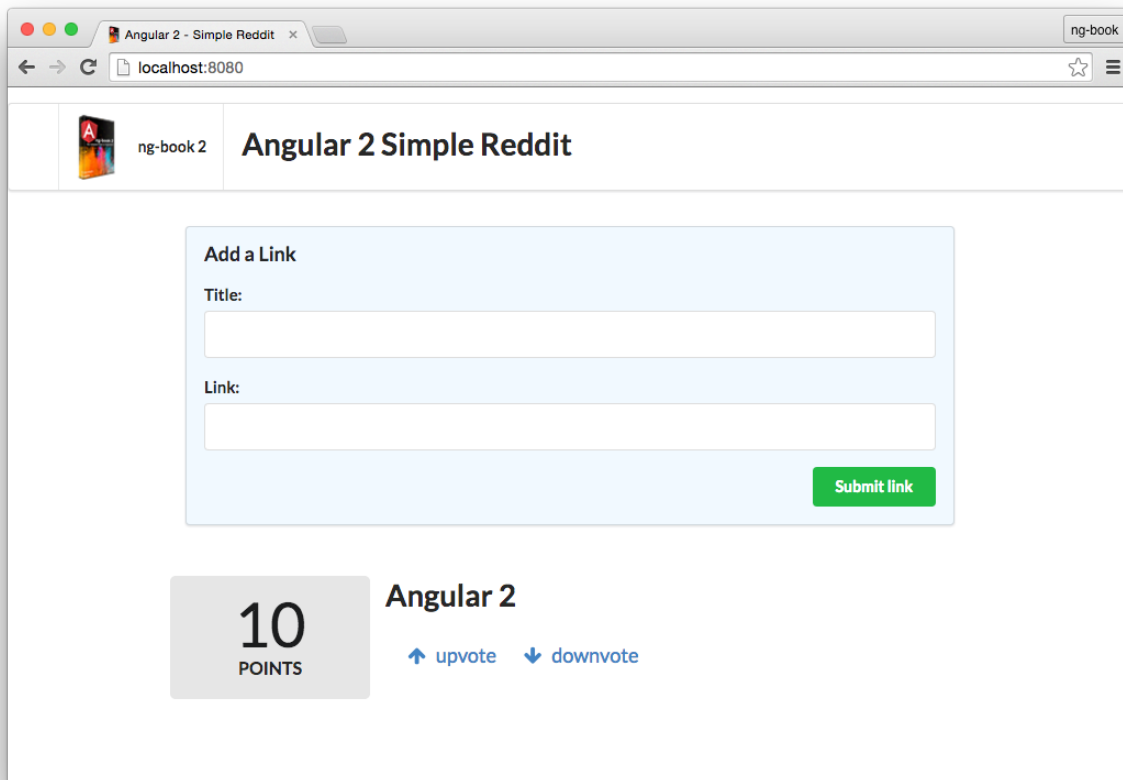 Angular 2 - Simple Reddit
ng-book
localhost:8080
ng-book 2
Angular 2 Simple Reddit
Add a Link
Title:
Link:
Submit link
10
POINTS
Angular 2
upvote downvote